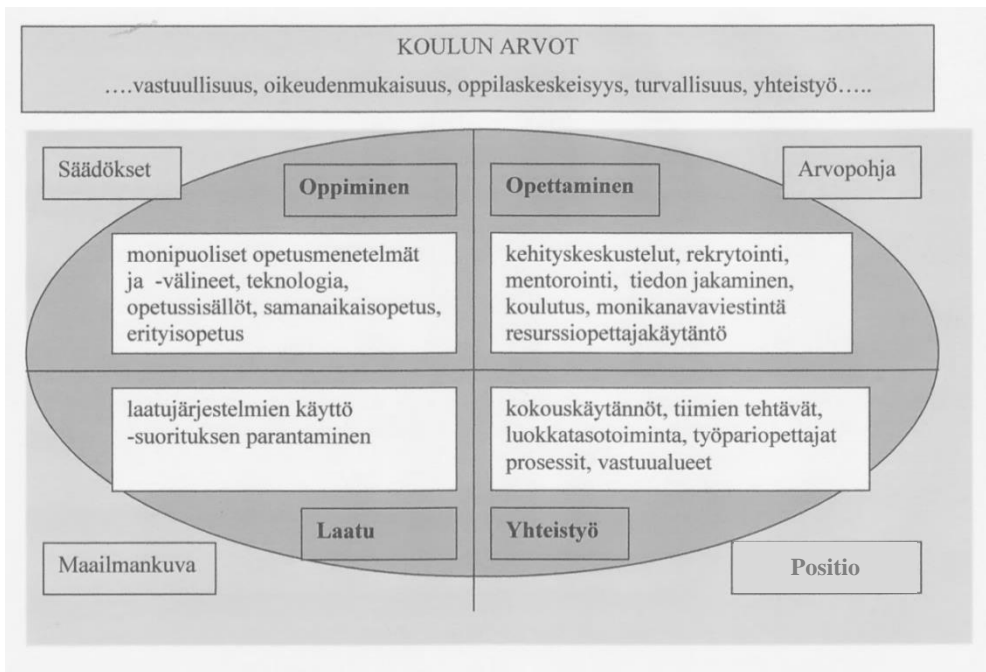 KOULUN ARVOT
….vastuullisuus, oikeudenmukaisuus, oppilaskeskeisyys, turvallisuus, yhteistyö…..
Säädökset
Arvopohja
Oppiminen
Opettaminen
monipuoliset opetusmenetelmät
ja -välineet, teknologia,
opetussisällöt, samanaikaisopetus,
erityisopetus
kehityskeskustelut, rekrytointi,
mentorointi, tiedon jakaminen,
koulutus, monikanavaviestintä
resurssiopettajakäytäntö
laatujärjestelmien käyttö
-suorituksen parantaminen
kokouskäytännöt, tiimien tehtävät,
luokkatasotoiminta, työpariopettajat
prosessit, vastuualueet
Laatu
Yhteistyö
Maailmankuva
Positio